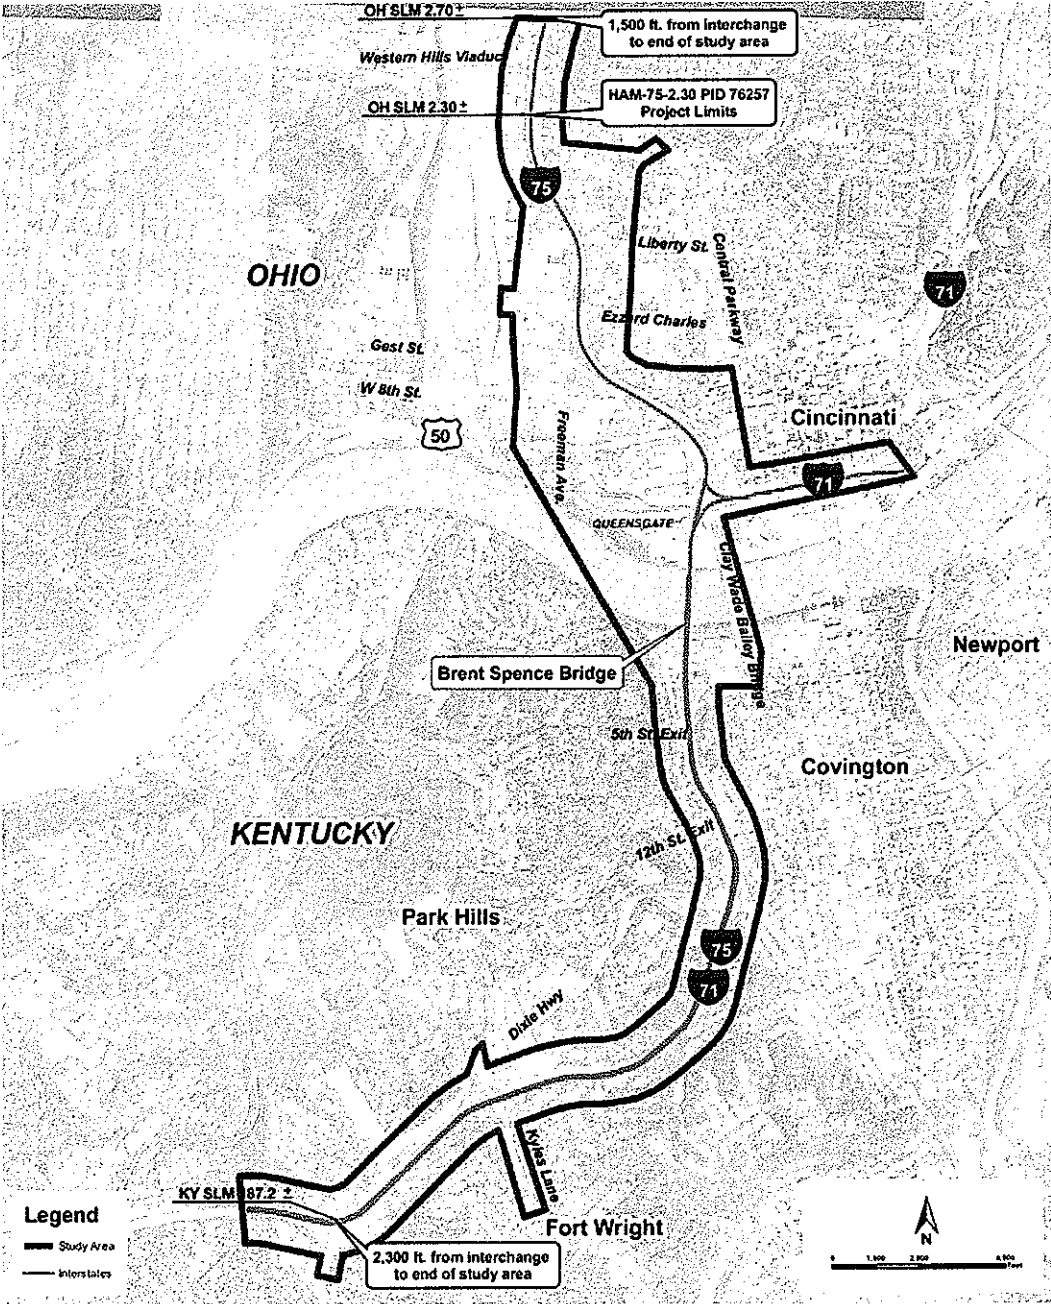 OH SLM 2.70 ±
1,500 ft. from interchange
to end of study area
Western Hills Viaduc
OH SLM 2.30 ±
HAM-75-2.30 PID 76257
Project Limits
75
Liberty St.
Central Parkway
OHIO
71
Ezzard Charles
Gest St.
W 8th St.
Cincinnati
50
Freeman Ave.
71
QUEENSGATE
Clay Wade Bailey Bridge
Newport
Brent Spence Bridge
5th St. Exit
Covington
KENTUCKY
12th St. Exit
Park Hills
75
71
Dixie Hwy
Kyles Lane
KY SLM 187.2 ±
Legend
Study Area
Interstates
Fort Wright
2,300 ft. from interchange
to end of study area
N
Feet